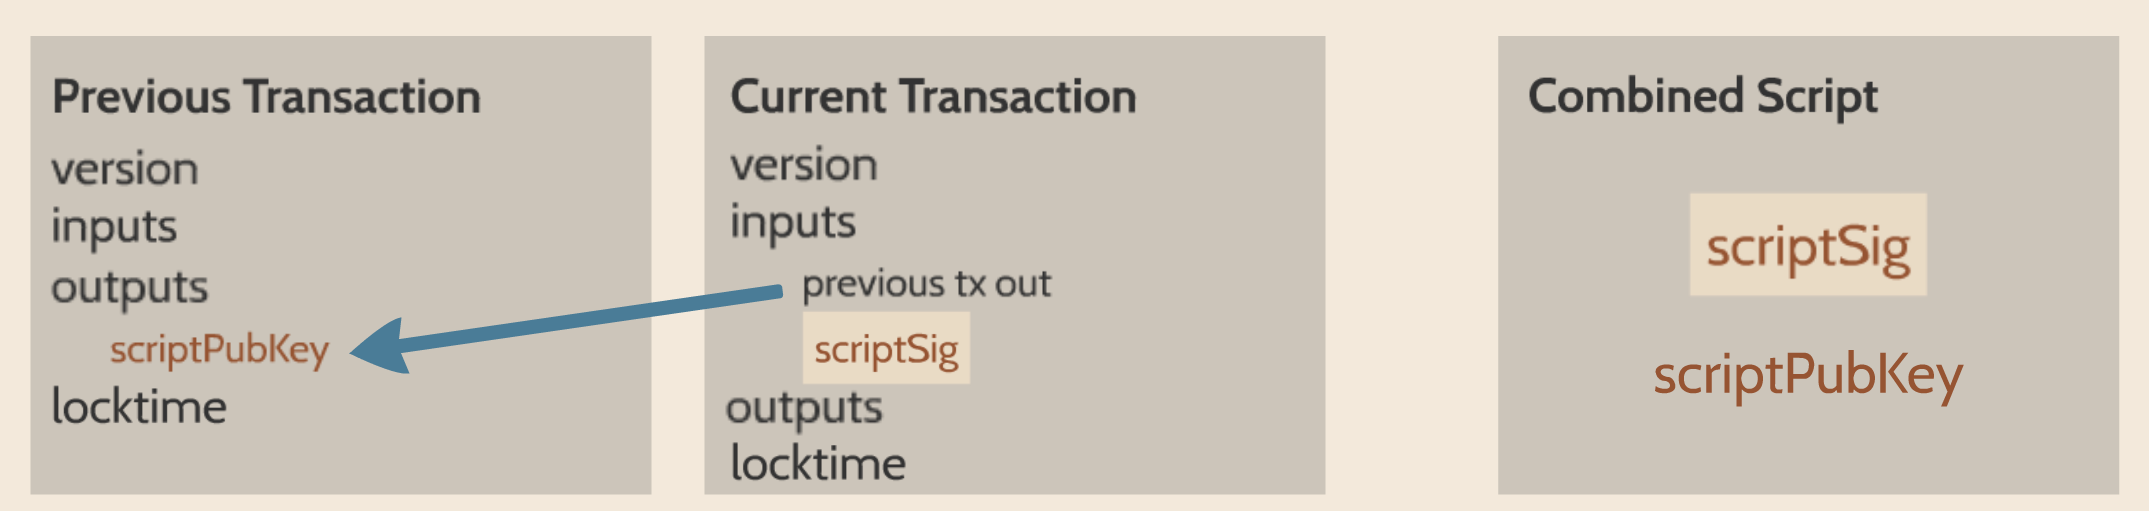 Previous Transaction
version
inputs
outputs
scriptPubKey
locktime
Current Transaction
version
inputs
previous tx out
scriptSig
outputs
locktime
Combined Script
scriptSig
scriptPubKey